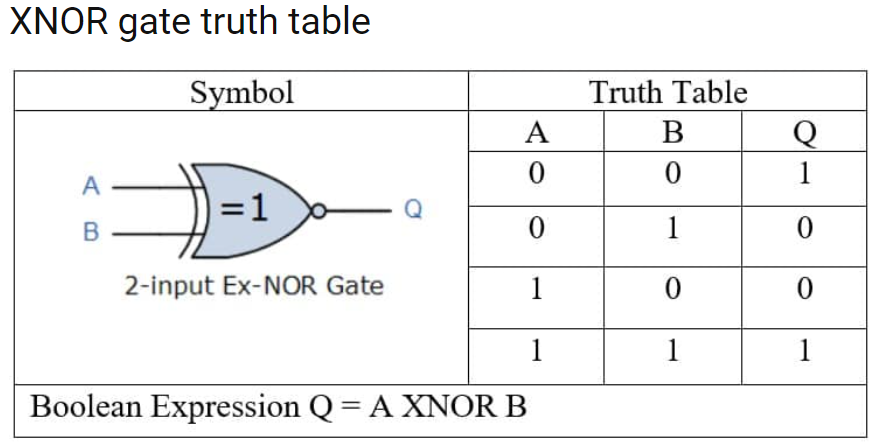 XNOR gate truth table
Symbol Truth Table
A B Q
0 0 1
A
=1
Q
B
0 1 0
2-input Ex-NOR Gate
1 0 0
1 1 1
Boolean Expression Q = A XNOR B